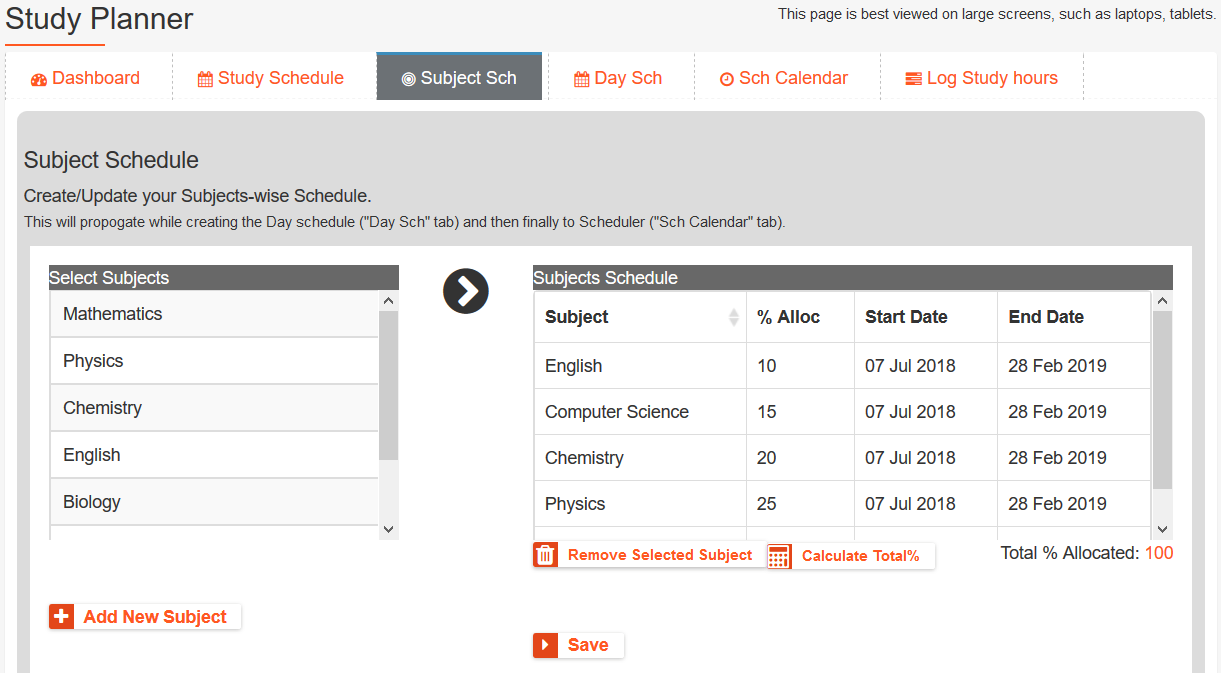 Study Planner
This page is best viewed on large screens, such as laptops, tablets.
Dashboard
Study Schedule
Subject Sch
Day Sch
Sch Calendar
Log Study hours
Subject Schedule
Create/Update your Subjects-wise Schedule.
This will propogate while creating the Day schedule ("Day Sch" tab) and then finally to Scheduler ("Sch Calendar" tab).
Select Subjects
Mathematics
Physics
Chemistry
English
Biology
Add New Subject
Subjects Schedule
Subject % Alloc Start Date End Date
English 10 07 Jul 2018 28 Feb 2019
Computer Science 15 07 Jul 2018 28 Feb 2019
Chemistry 20 07 Jul 2018 28 Feb 2019
Physics 25 07 Jul 2018 28 Feb 2019
Remove Selected Subject
Calculate Total%
Total % Allocated: 100
Save